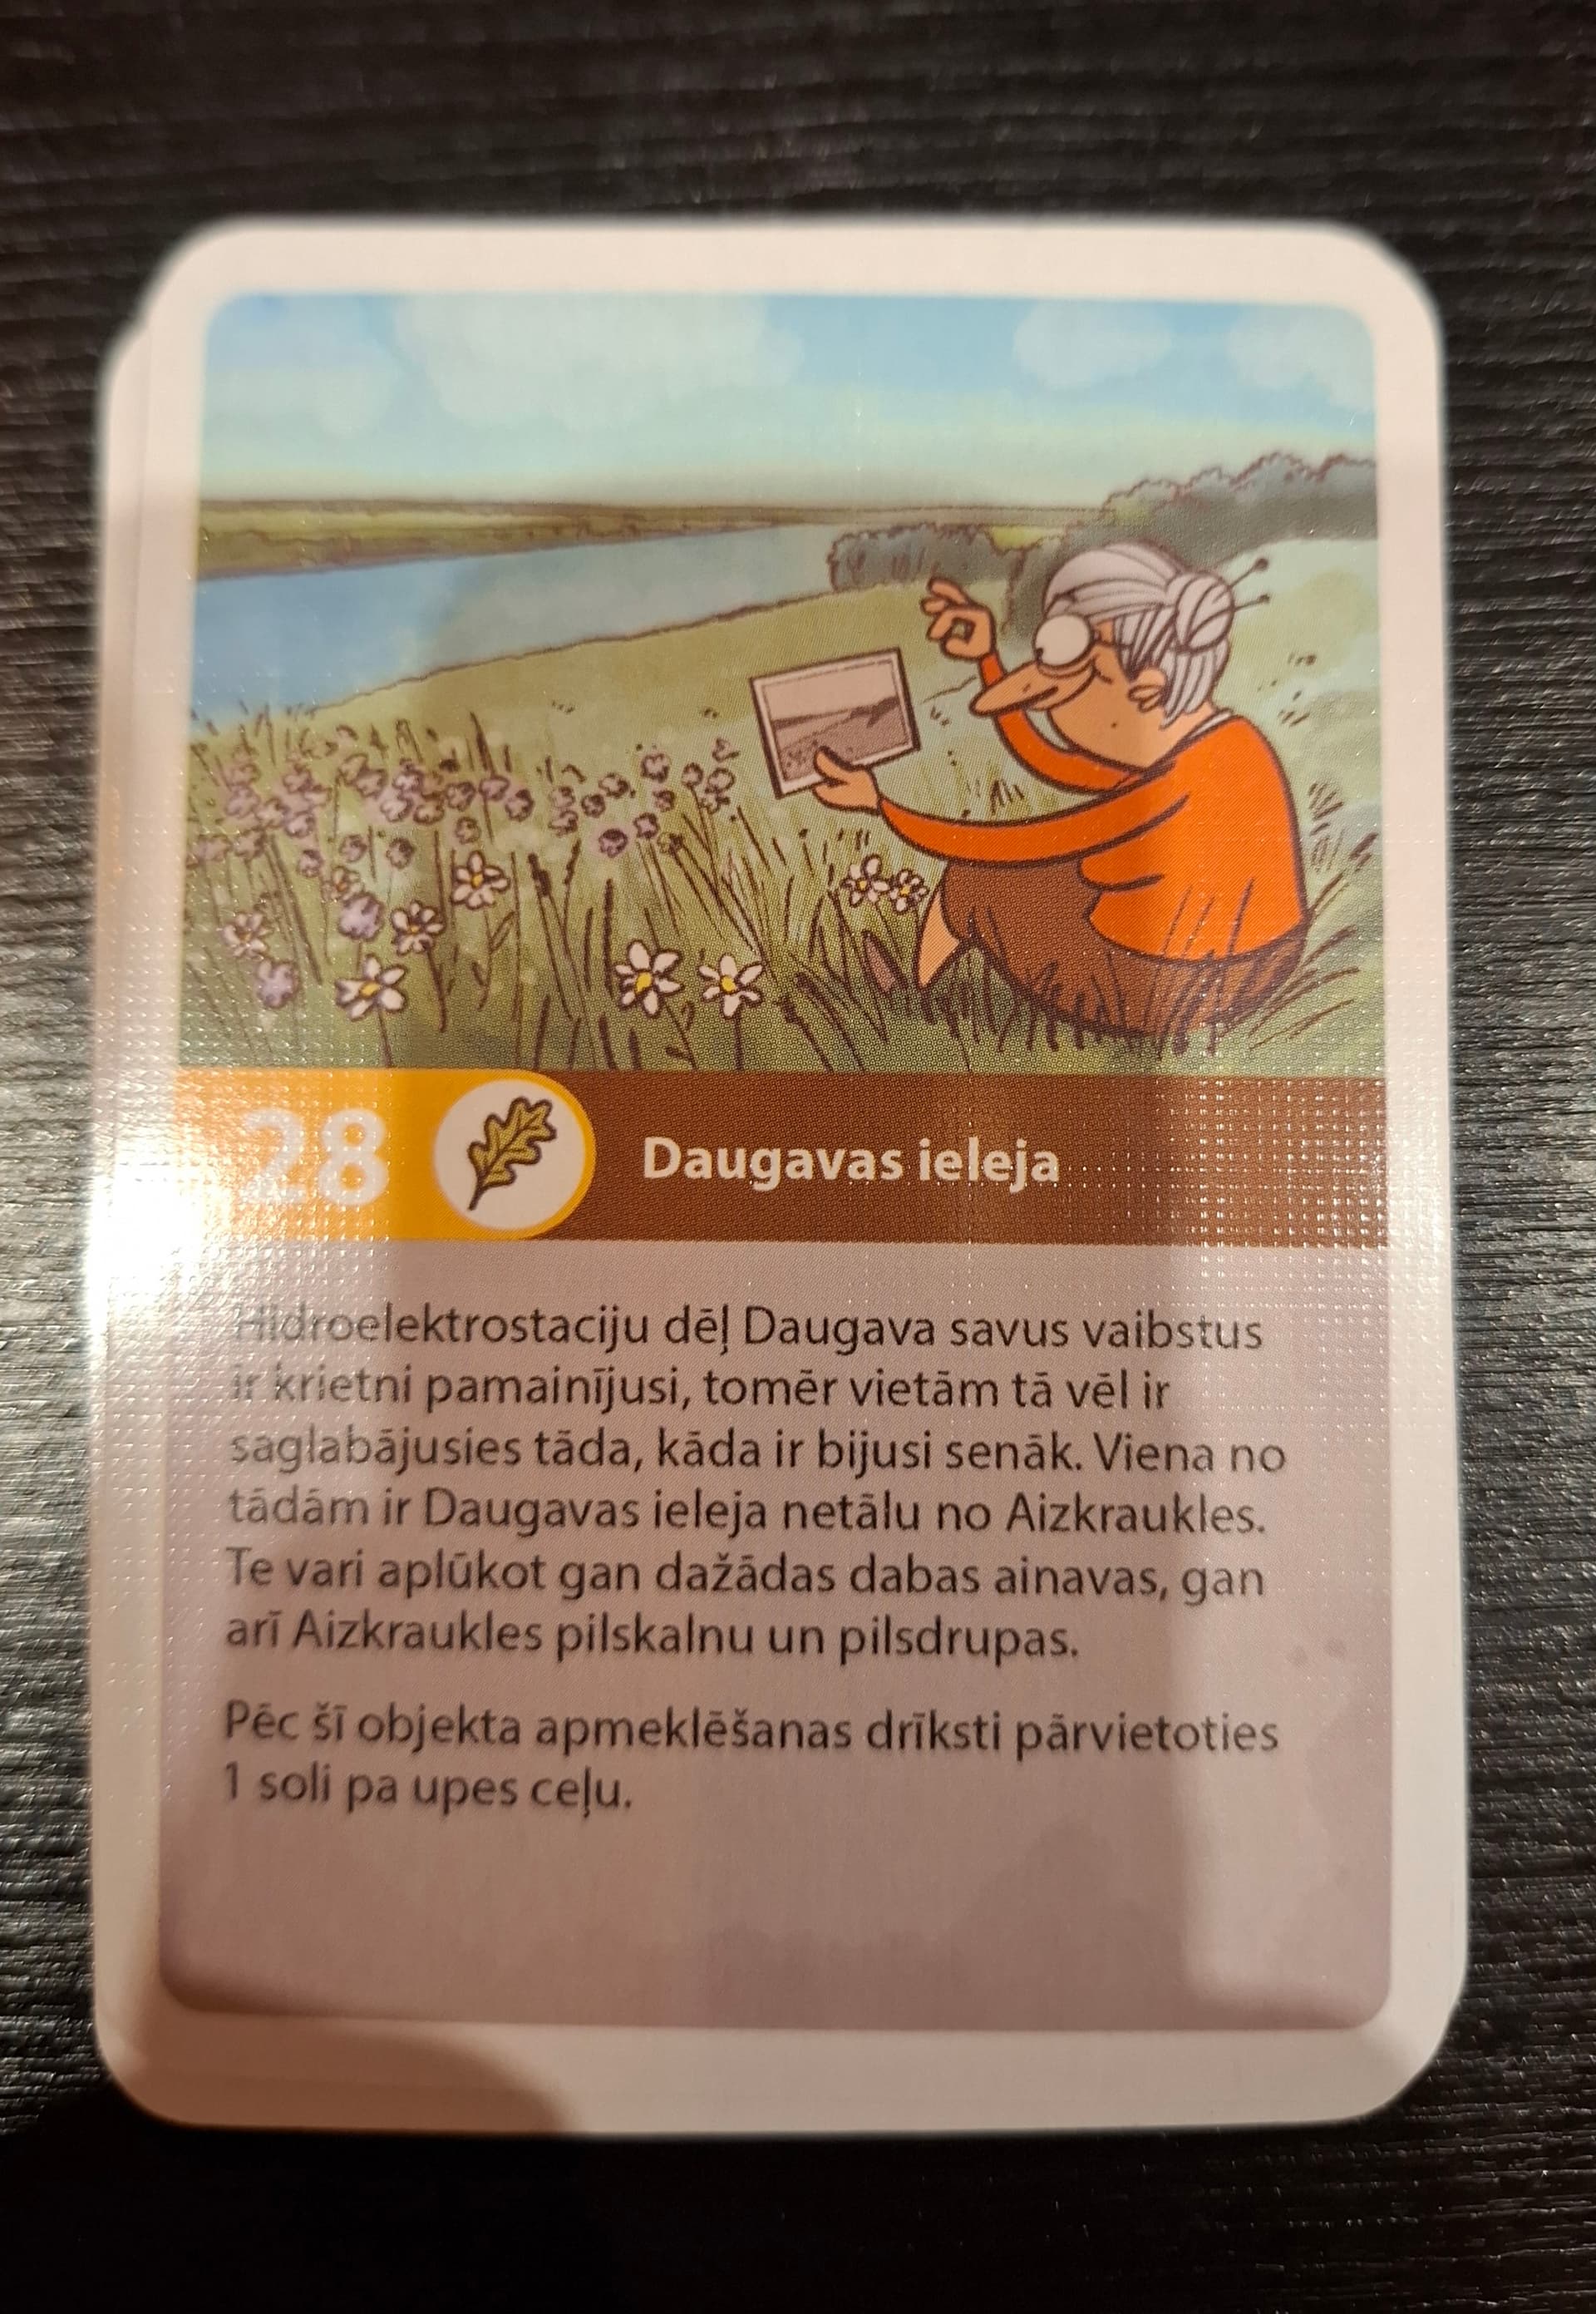 28
Daugavas ieleja
Hidroelektrostaciju dēļ Daugava savus vaibstus
ir krietni pamainījusi, tomēr vietām tā vēl ir
saglabājusies tāda, kāda ir bijusi senāk. Viena no
tādām ir Daugavas ieleja netālu no Aizkraukles.
Te vari aplūkot gan dažādas dabas ainavas, gan
arī Aizkraukles pilskalnu un pilsdrupas.
Pēc šī objekta apmeklēšanas drīksti pārvietoties
1 soli pa upes ceļu.